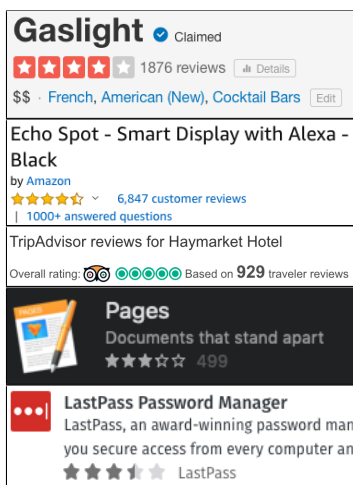 Gaslight Claimed
1876 reviews Details
$$ · French, American (New), Cocktail Bars Edit
Echo Spot - Smart Display with Alexa -
Black
by Amazon
6,847 customer reviews
| 1000+ answered questions
TripAdvisor reviews for Haymarket Hotel
Overall rating: Based on 929 traveler reviews
PAGES
Pages
Documents that stand apart
499
LastPass Password Manager
LastPass, an award-winning password man
you secure access from every computer an
LastPass